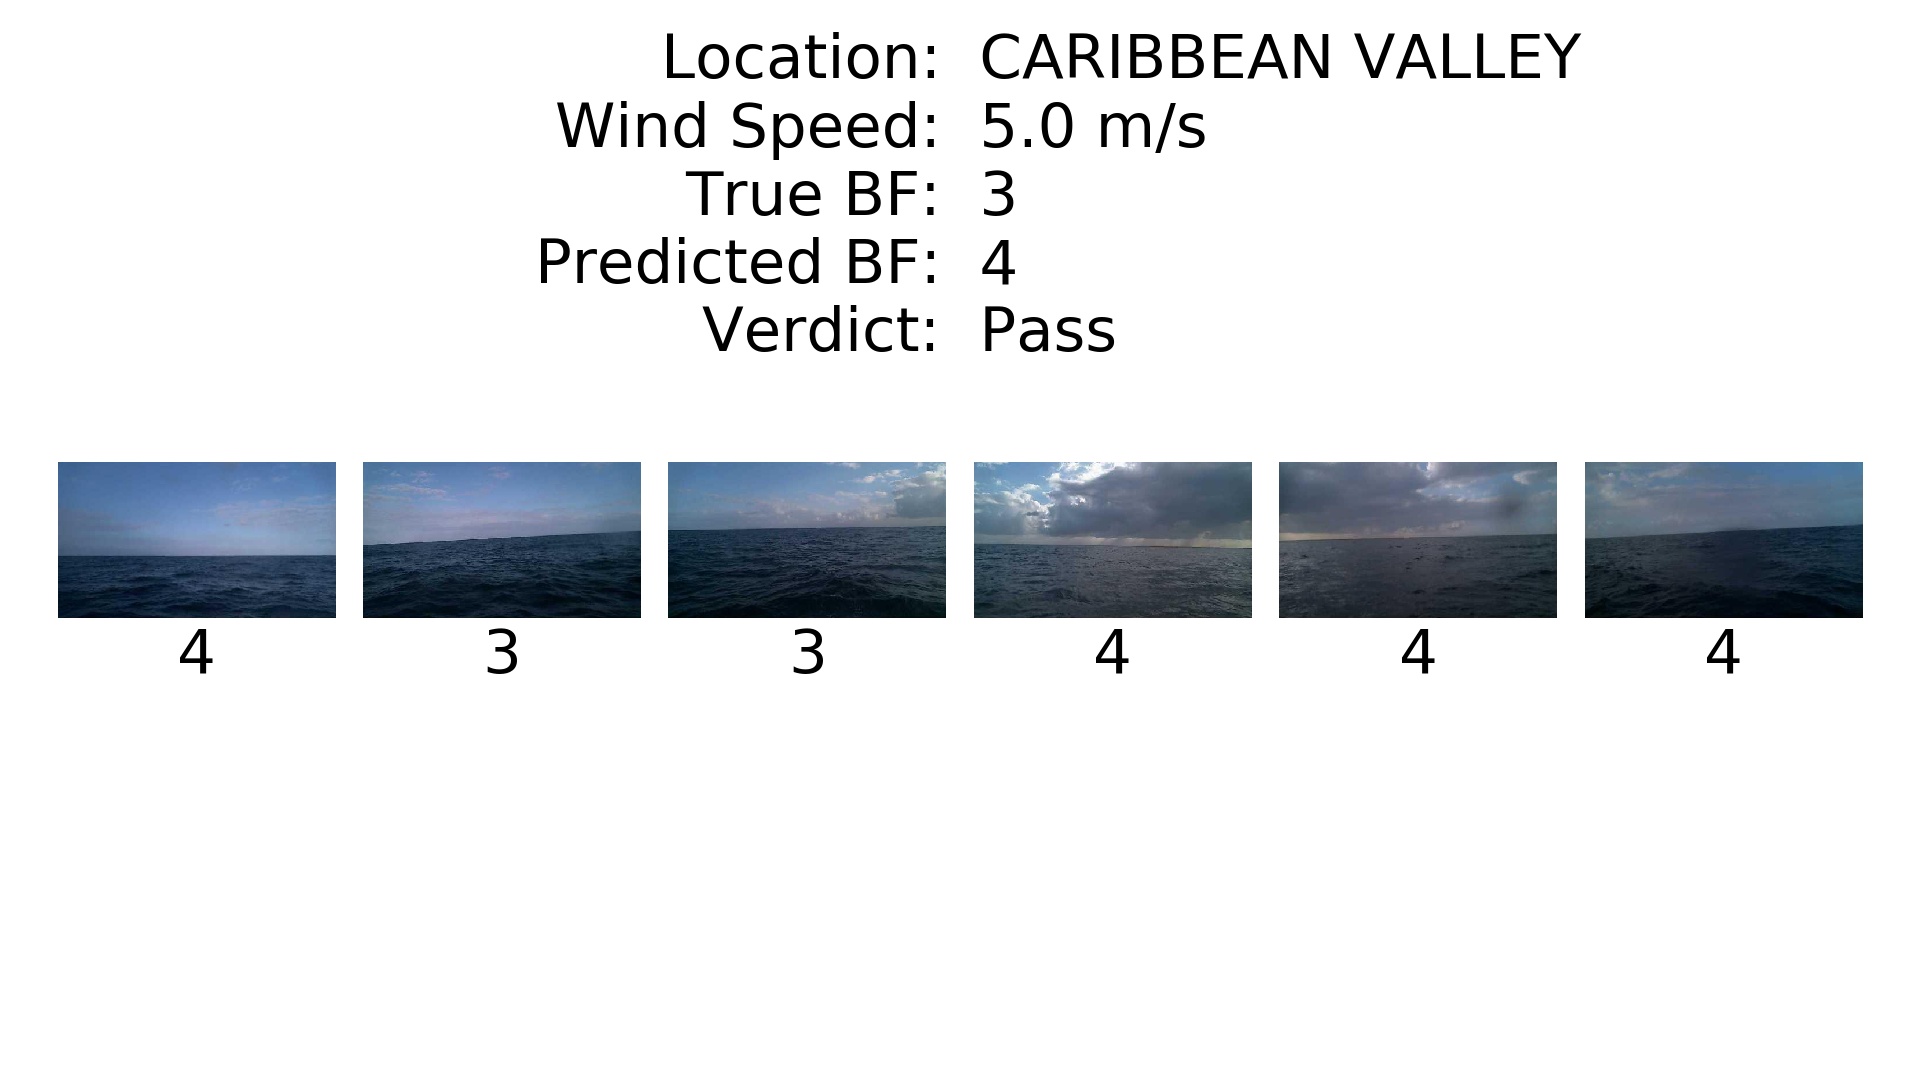 Location: CARIBBEAN VALLEY
Wind Speed: 5.0 m/s
True BF: 3
Predicted BF: 4
Verdict: Pass
4 3 3 4 4 4